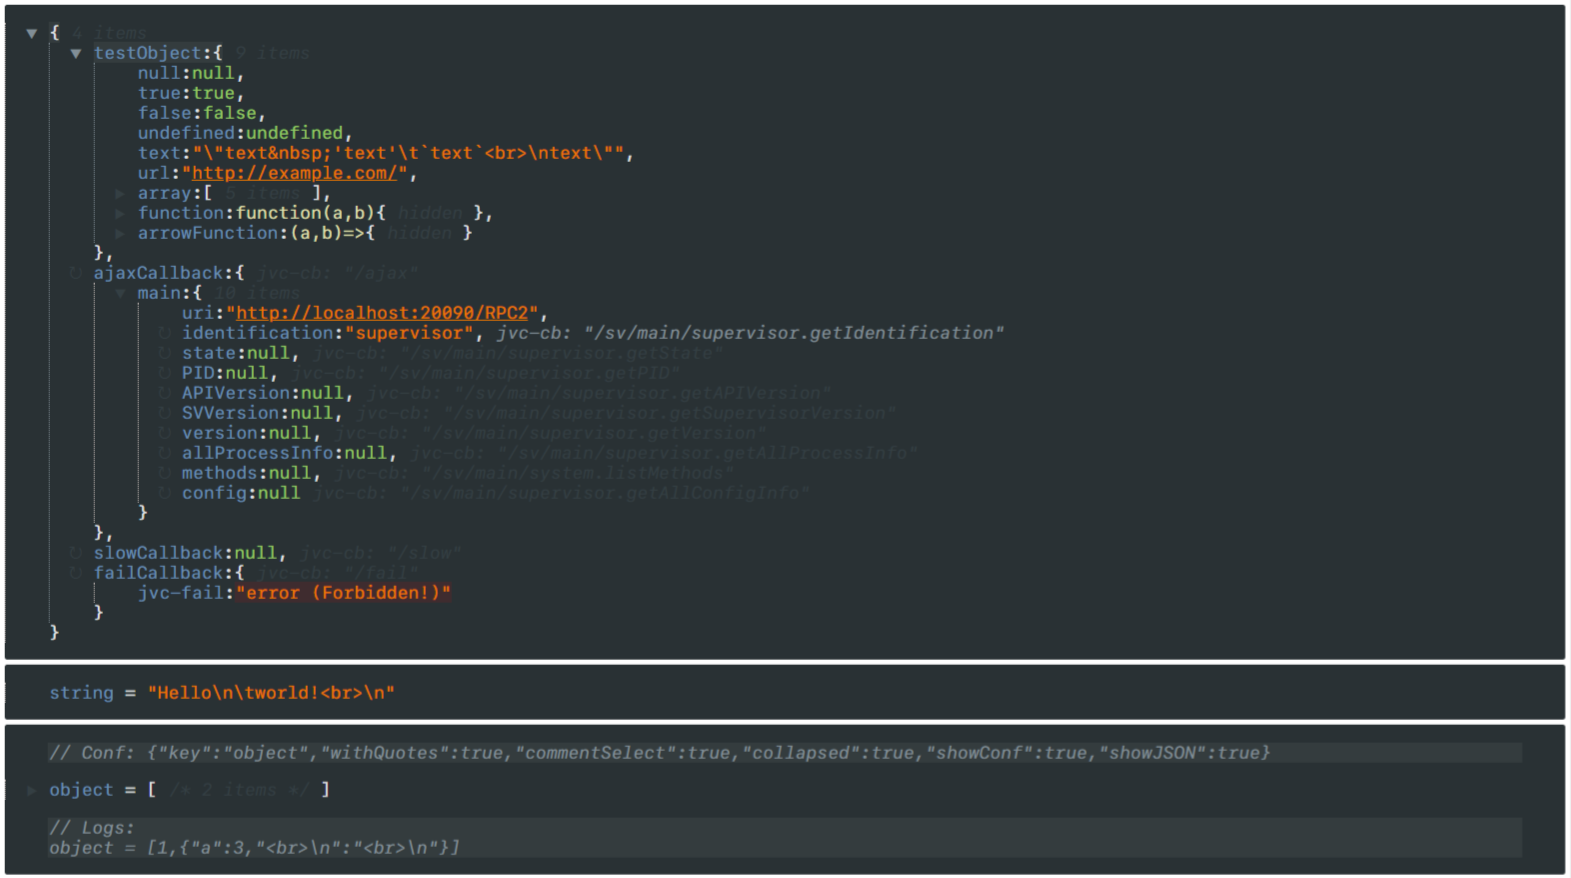 { 4 items
testObject:{ 9 items
null:null,
true:true,
false:false,
undefined:undefined,
text:"\"text&nbsp;'text'\t`text`<br>\ntext\"",
url:"http://example.com/",
array:[ 5 items ],
function:function(a,b){ hidden },
arrowFunction:(a,b)=>{ hidden }
},
ajaxCallback:{ jvc-cb: "/ajax"
main:{ 10 items
uri:"http://localhost:20090/RPC2",
identification:"supervisor", jvc-cb: "/sv/main/supervisor.getIdentification"
state:null, jvc-cb: "/sv/main/supervisor.getState"
PID:null, jvc-cb: "/sv/main/supervisor.getPID"
APIVersion:null, jvc-cb: "/sv/main/supervisor.getAPIVersion"
SVVersion:null, jvc-cb: "/sv/main/supervisor.getSupervisorVersion"
version:null, jvc-cb: "/sv/main/supervisor.getVersion"
allProcessInfo:null, jvc-cb: "/sv/main/supervisor.getAllProcessInfo"
methods:null, jvc-cb: "/sv/main/system.listMethods"
config:null jvc-cb: "/sv/main/supervisor.getAllConfigInfo"
}
},
slowCallback:null, jvc-cb: "/slow"
failCallback:{ jvc-cb: "/fail"
jvc-fail:"error (Forbidden!)"
}
}
string = "Hello\n\tworld!<br>\n"
// Conf: {"key":"object","withQuotes":true,"commentSelect":true,"collapsed":true,"showConf":true,"showJSON":true}
object = [ /* 2 items */ ]
// Logs:
object = [1,{"a":3,"<br>\n":"<br>\n"}]